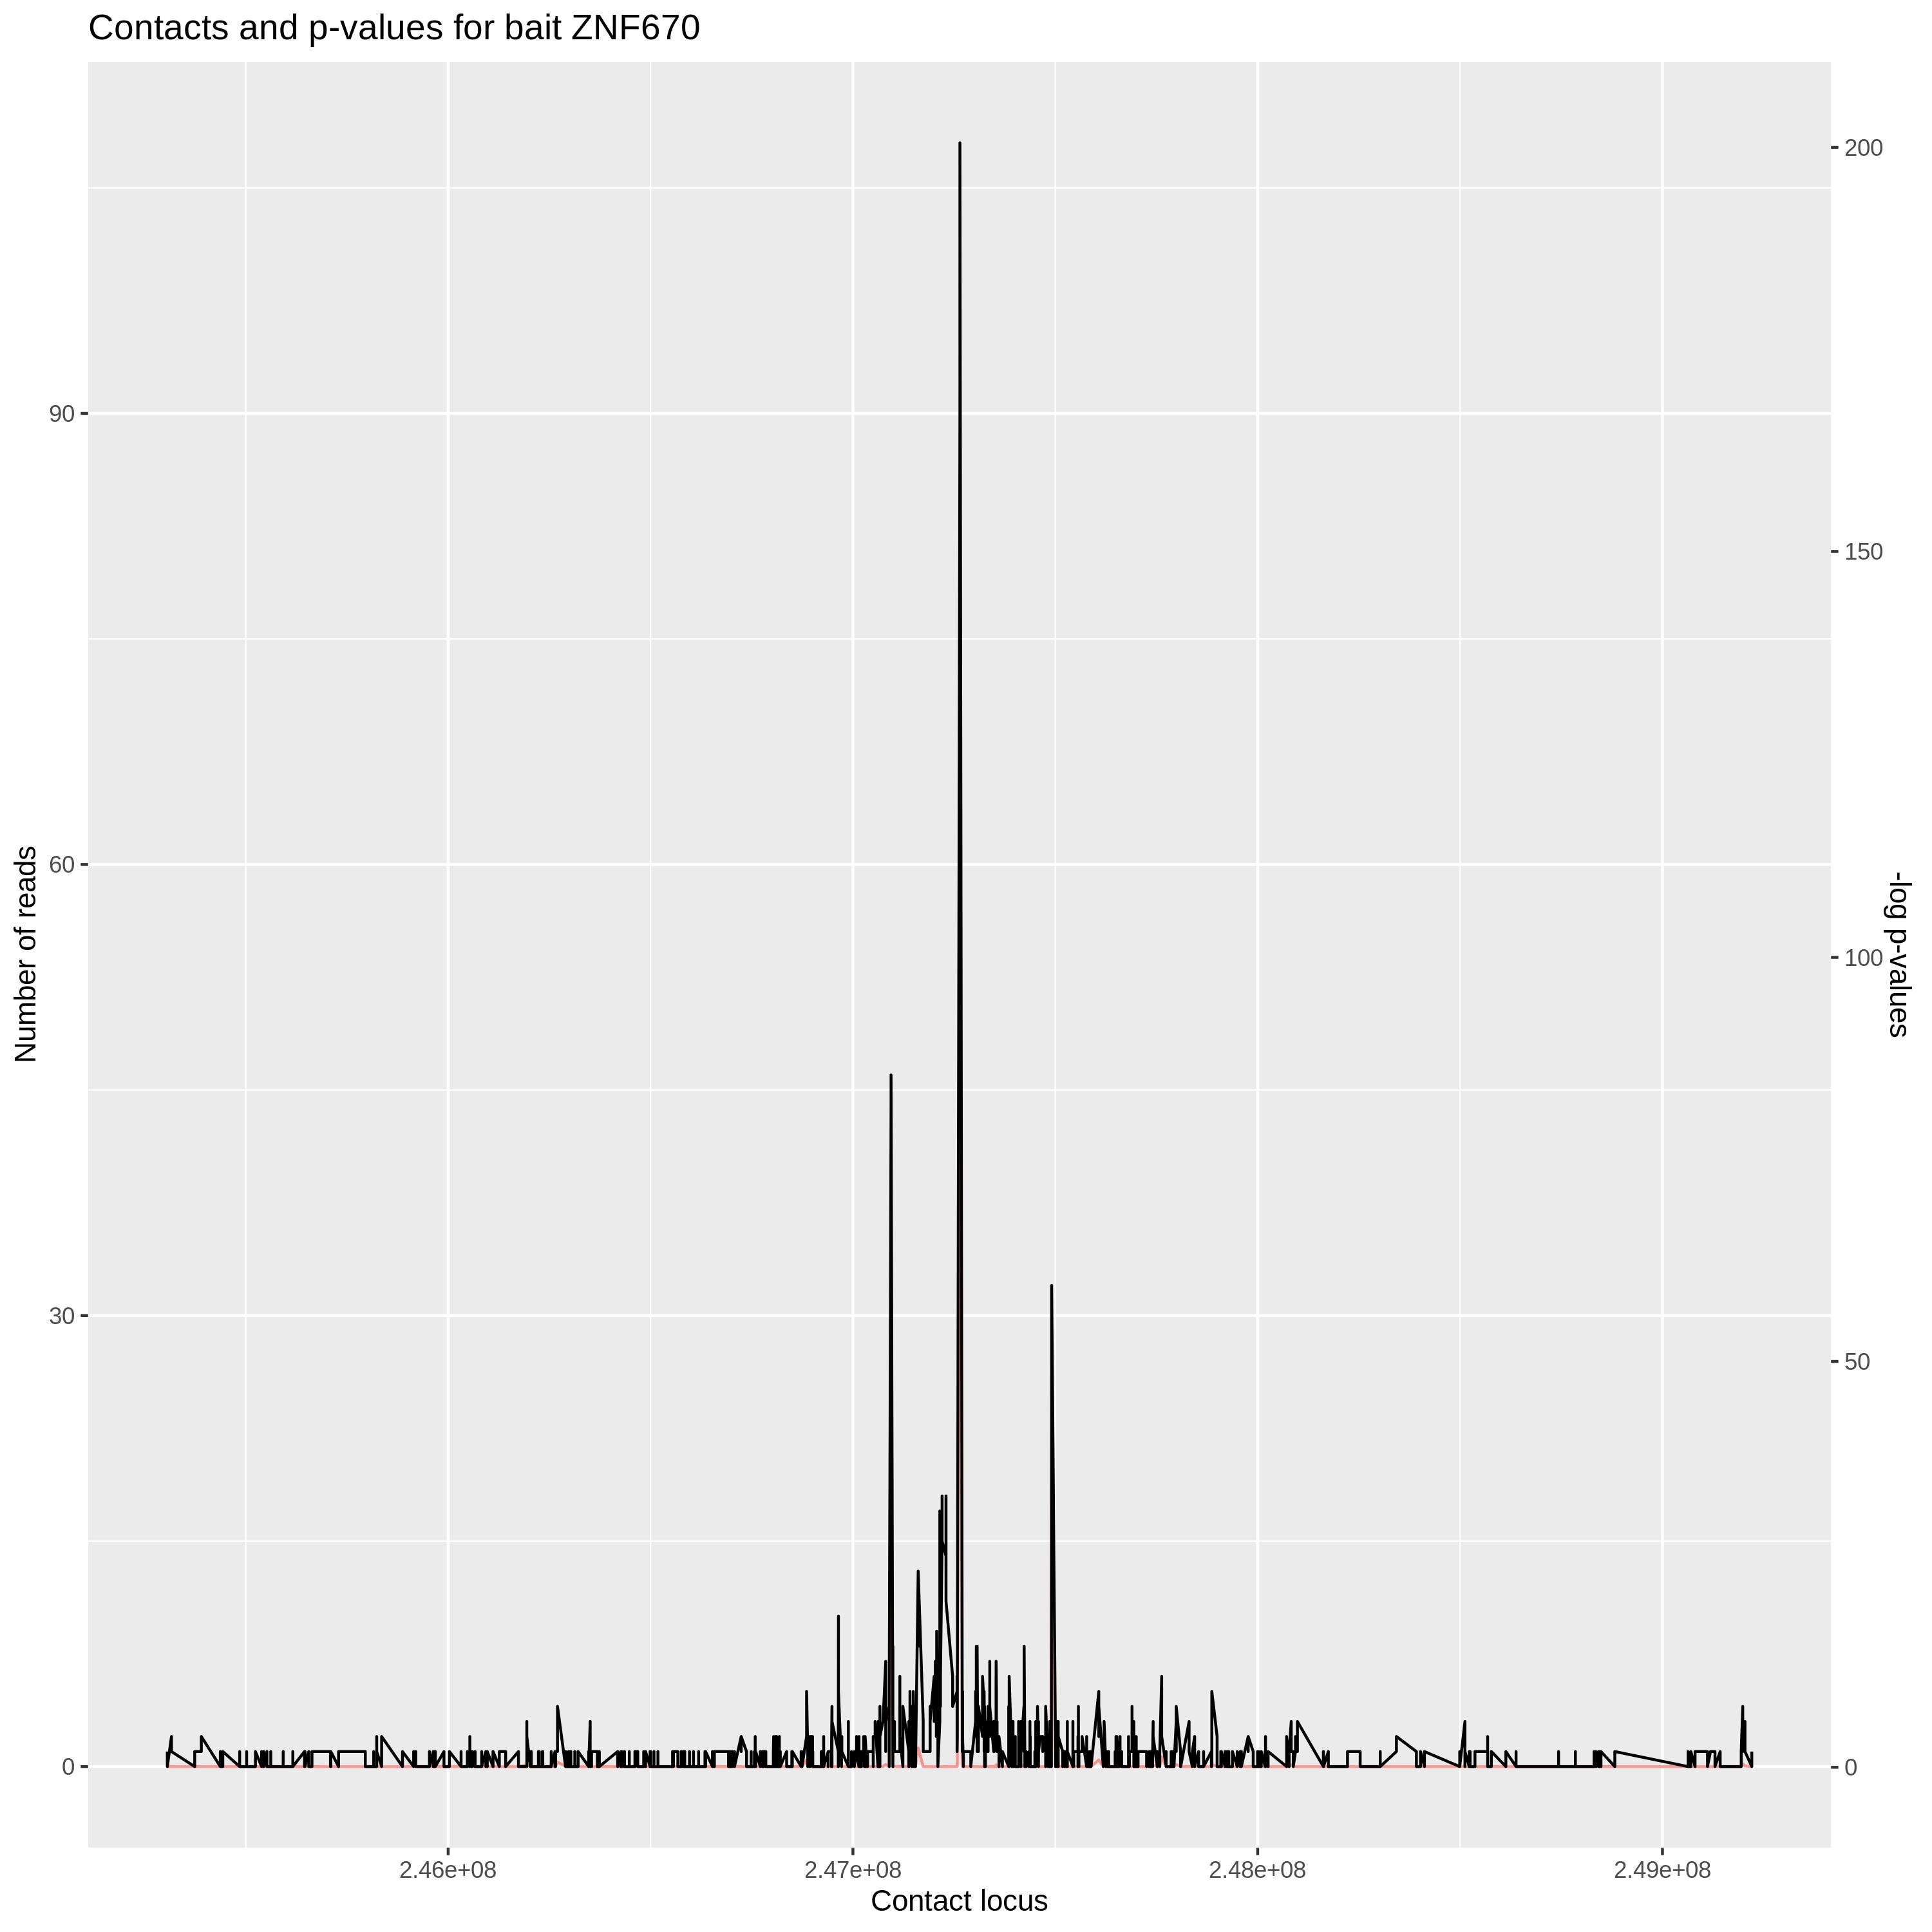 Contacts and p-values for bait ZNF670
Number of reads
90
60
30
0
200
150
100
50
0
-log p-values
2.46e+08
2.47e+08
2.48e+08
2.49e+08
Contact locus